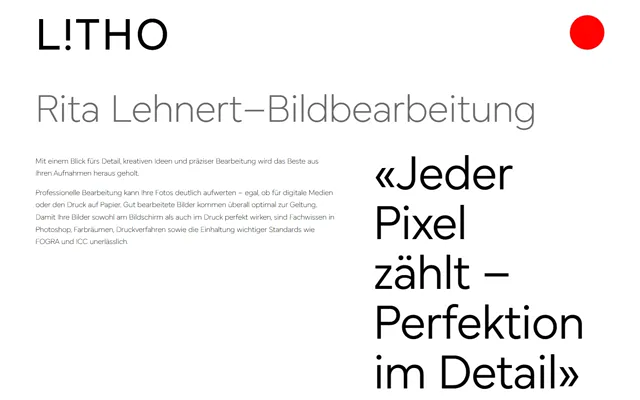 L!THO
Rita Lehnert–Bildbearbeitung
Mit einem Blick fürs Detail, kreativen Ideen und präziser Bearbeitung wird das Beste aus
Ihren Aufnahmen heraus geholt.
Professionelle Bearbeitung kann Ihre Fotos deutlich aufwerten – egal, ob für digitale Medien
oder den Druck auf Papier. Gut bearbeitete Bilder kommen überall optimal zur Geltung.
Damit Ihre Bilder sowohl am Bildschirm als auch im Druck perfekt wirken, sind Fachwissen in
Photoshop, Farbräumen, Druckverfahren sowie die Einhaltung wichtiger Standards wie
FOGRA und ICC unerlässlich.
«Jeder
Pixel
zählt –
Perfektion
im Detail»